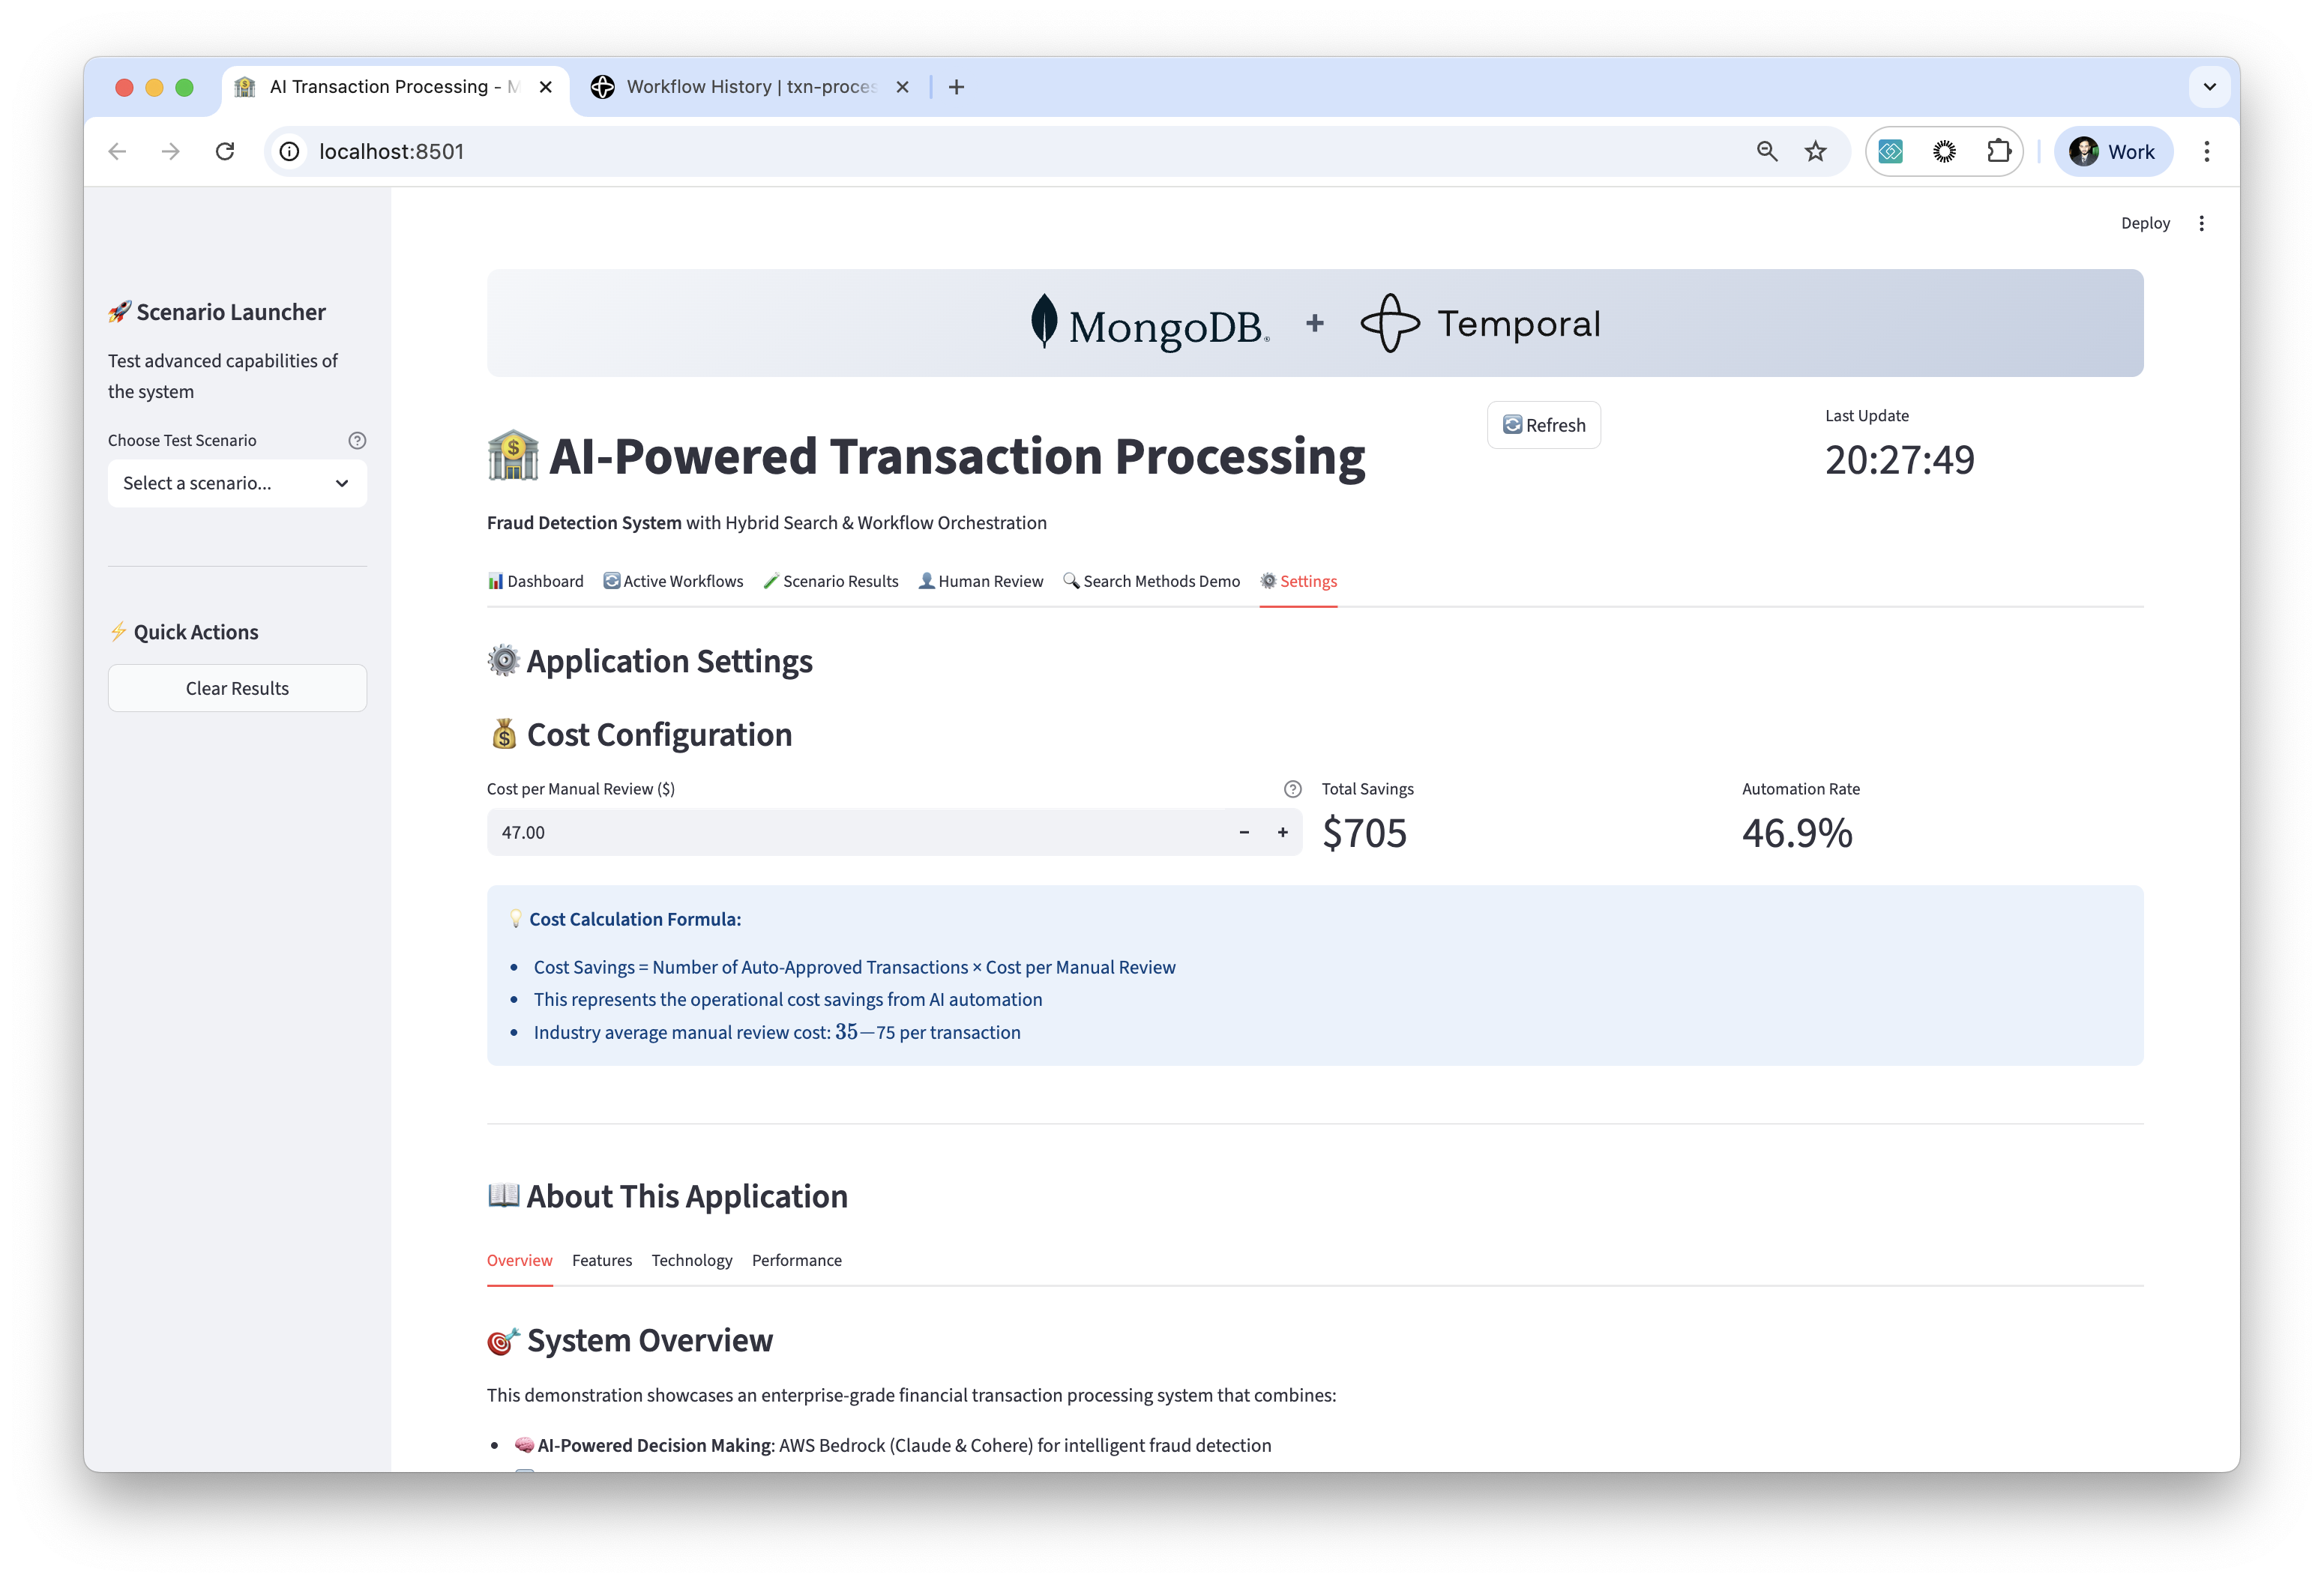 AI Transaction Processing - M
Workflow History | txn-proces
localhost:8501
Work
Deploy
🚀 Scenario Launcher
Test advanced capabilities of
the system
Choose Test Scenario
Select a scenario...
⚡ Quick Actions
Clear Results
MongoDB. + Temporal
🏦 AI-Powered Transaction Processing
🔄 Refresh
Last Update
20:27:49
Fraud Detection System with Hybrid Search & Workflow Orchestration
📊 Dashboard 🔄 Active Workflows 🧪 Scenario Results 👤 Human Review 🔍 Search Methods Demo ⚙️ Settings
⚙️ Application Settings
💰 Cost Configuration
Cost per Manual Review ($)
47.00
Total Savings
$705
Automation Rate
46.9%
💡 Cost Calculation Formula:
• Cost Savings = Number of Auto-Approved Transactions × Cost per Manual Review
• This represents the operational cost savings from AI automation
• Industry average manual review cost: 35—75 per transaction
📖 About This Application
Overview Features Technology Performance
🎯 System Overview
This demonstration showcases an enterprise-grade financial transaction processing system that combines:
• 🧠 AI-Powered Decision Making: AWS Bedrock (Claude & Cohere) for intelligent fraud detection